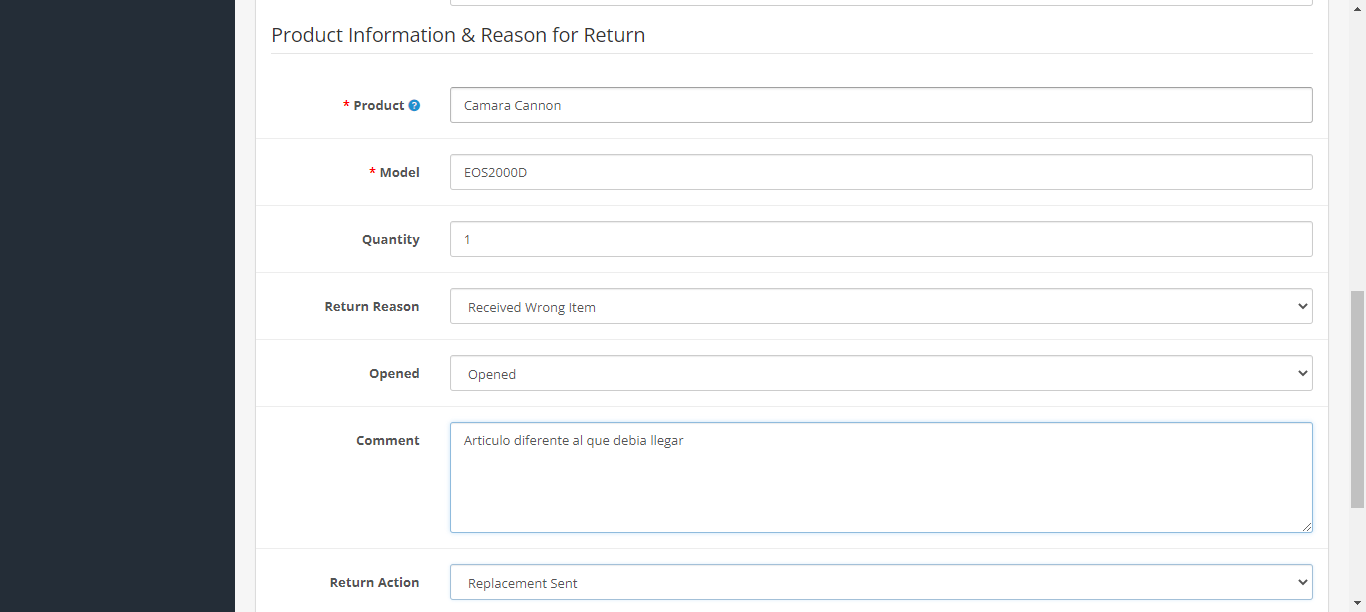 Product Information & Reason for Return
* Product ?
Camara Cannon
* Model
EOS2000D
Quantity
1
Return Reason
Received Wrong Item
Opened
Opened
Comment
Articulo diferente al que debia llegar
Return Action
Replacement Sent